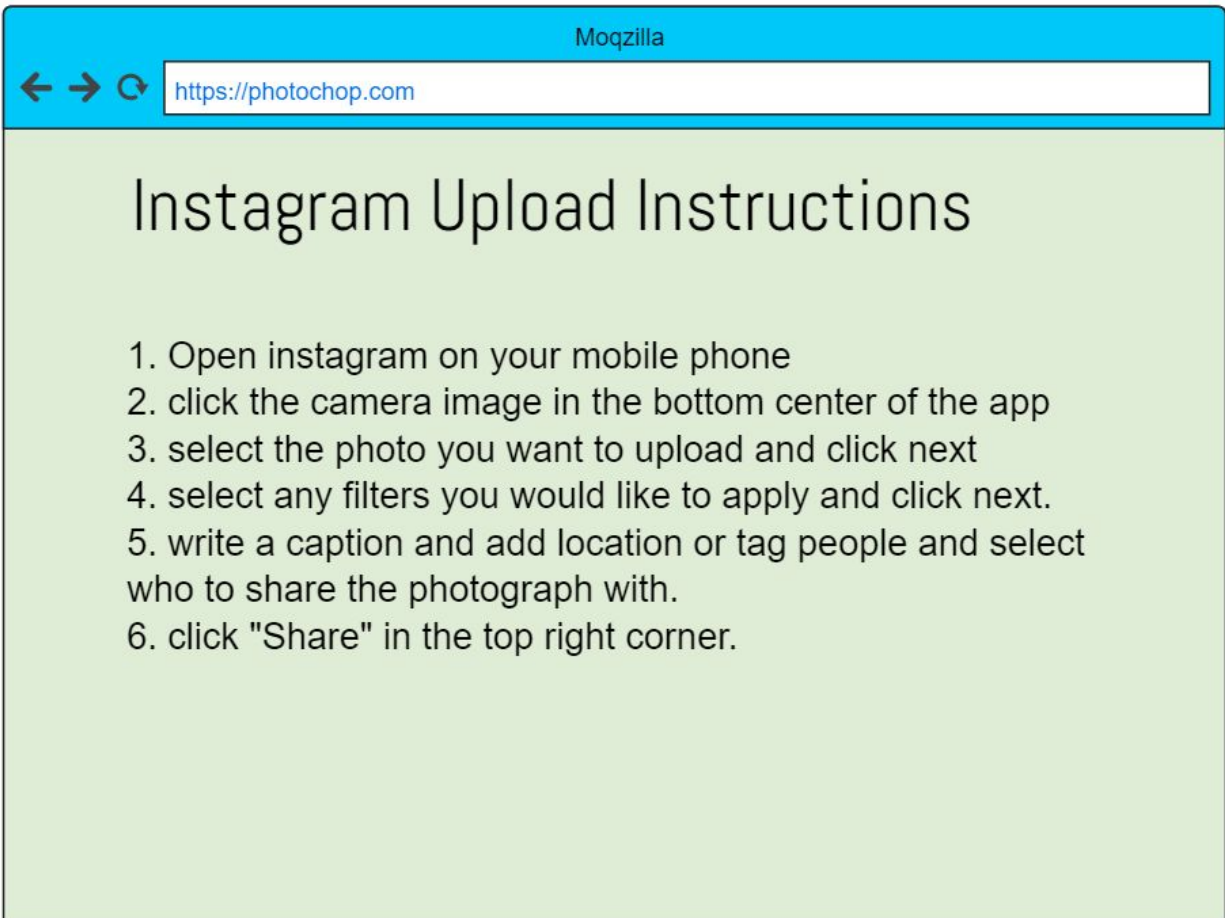 Moqzilla
https://photochop.com
Instagram Upload Instructions
1. Open instagram on your mobile phone
2. click the camera image in the bottom center of the app
3. select the photo you want to upload and click next
4. select any filters you would like to apply and click next.
5. write a caption and add location or tag people and select
who to share the photograph with.
6. click "Share" in the top right corner.